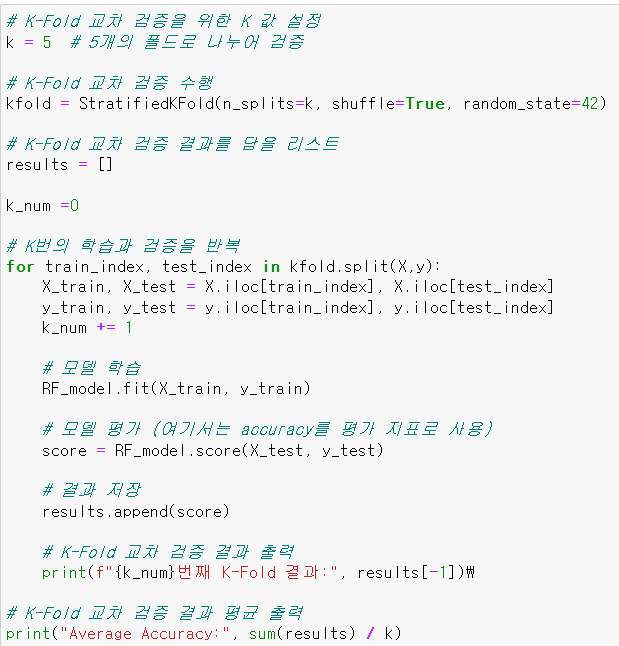 # K-Fold 교차 검증을 위한 K 값 설정
k = 5  # 5개의 폴드로 나누어 검증

# K-Fold 교차 검증 수행
kfold = StratifiedKFold(n_splits=k, shuffle=True, random_state=42)

# K-Fold 교차 검증 결과를 담을 리스트
results = []

k_num =0

# K번의 학습과 검증을 반복
for train_index, test_index in kfold.split(X,y):
    X_train, X_test = X.iloc[train_index], X.iloc[test_index]
    y_train, y_test = y.iloc[train_index], y.iloc[test_index]
    k_num += 1

    # 모델 학습
    RF_model.fit(X_train, y_train)

    # 모델 평가 (여기서는 accuracy를 평가 지표로 사용)
    score = RF_model.score(X_test, y_test)

    # 결과 저장
    results.append(score)

    # K-Fold 교차 검증 결과 출력
    print(f"{k_num}번째 K-Fold 결과:", results[-1])₩

# K-Fold 교차 검증 결과 평균 출력
print("Average Accuracy:", sum(results) / k)